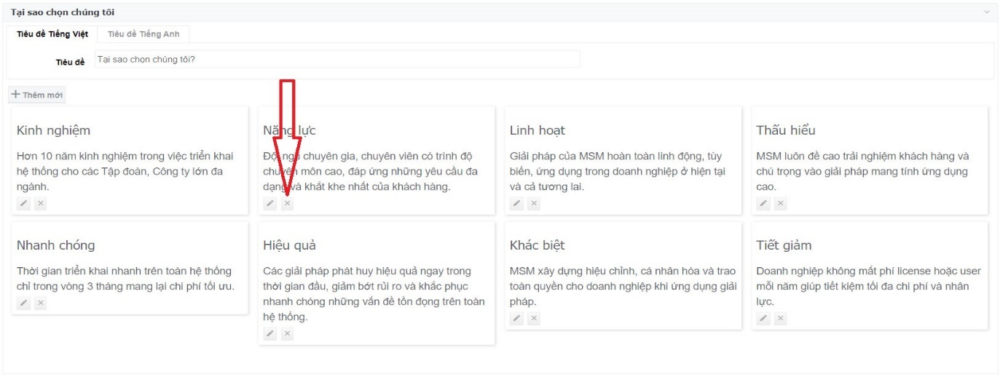 Tại sao chọn chúng tôi
Tiêu đề Tiếng Việt
Tiêu đề Tiếng Anh
Tiêu đề
Tại sao chọn chúng tôi?
+ Thêm mới
Kinh nghiệm
Hơn 10 năm kinh nghiệm trong việc triển khai
hệ thống cho các Tập đoàn, Công ty lớn đa
ngành.
Năng lực
Đội ngũ chuyên gia, chuyên viên có trình độ
chuyên môn cao, đáp ứng những yêu cầu đa
dạng và khắt khe nhất của khách hàng.
Linh hoạt
Giải pháp của MSM hoàn toàn linh động, tùy
biến, ứng dụng trong doanh nghiệp ở hiện tại
và cả tương lai.
Thấu hiểu
MSM luôn đề cao trải nghiệm khách hàng và
chú trọng vào giải pháp mang tính ứng dụng
cao.
Nhanh chóng
Thời gian triển khai nhanh trên toàn hệ thống
chỉ trong vòng 3 tháng mang lại chi phí tối ưu.
Hiệu quả
Các giải pháp phát huy hiệu quả ngay trong
thời gian đầu, giảm bớt rủi ro và khắc phục
nhanh chóng những vấn đề tồn đọng trên toàn
hệ thống.
Khác biệt
MSM xây dựng hiệu chỉnh, cá nhân hóa và trao
toàn quyền cho doanh nghiệp khi ứng dụng giải
pháp.
Tiết giảm
Doanh nghiệp không mất phí license hoặc user
mỗi năm giúp tiết kiệm tối đa chi phí và nhân
lực.